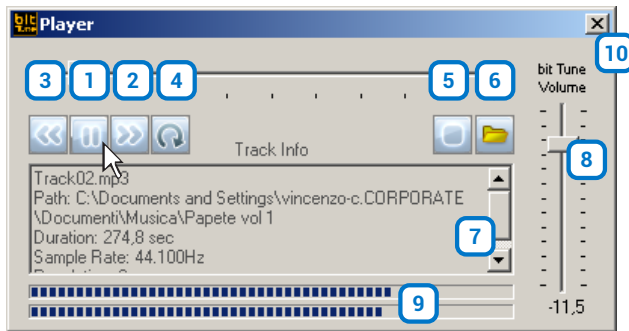 bit Tune Player
10
3 1 2 4 5 6
bit Tune
Volume
Track Info
8
Track02.mp3
Path: C:\Documents and Settings\vincenzo-c.CORPORATE
\Documenti\Musica\Papete vol 1
Duration: 274,8 sec
7
Sample Rate: 44.100Hz
9
-11,5